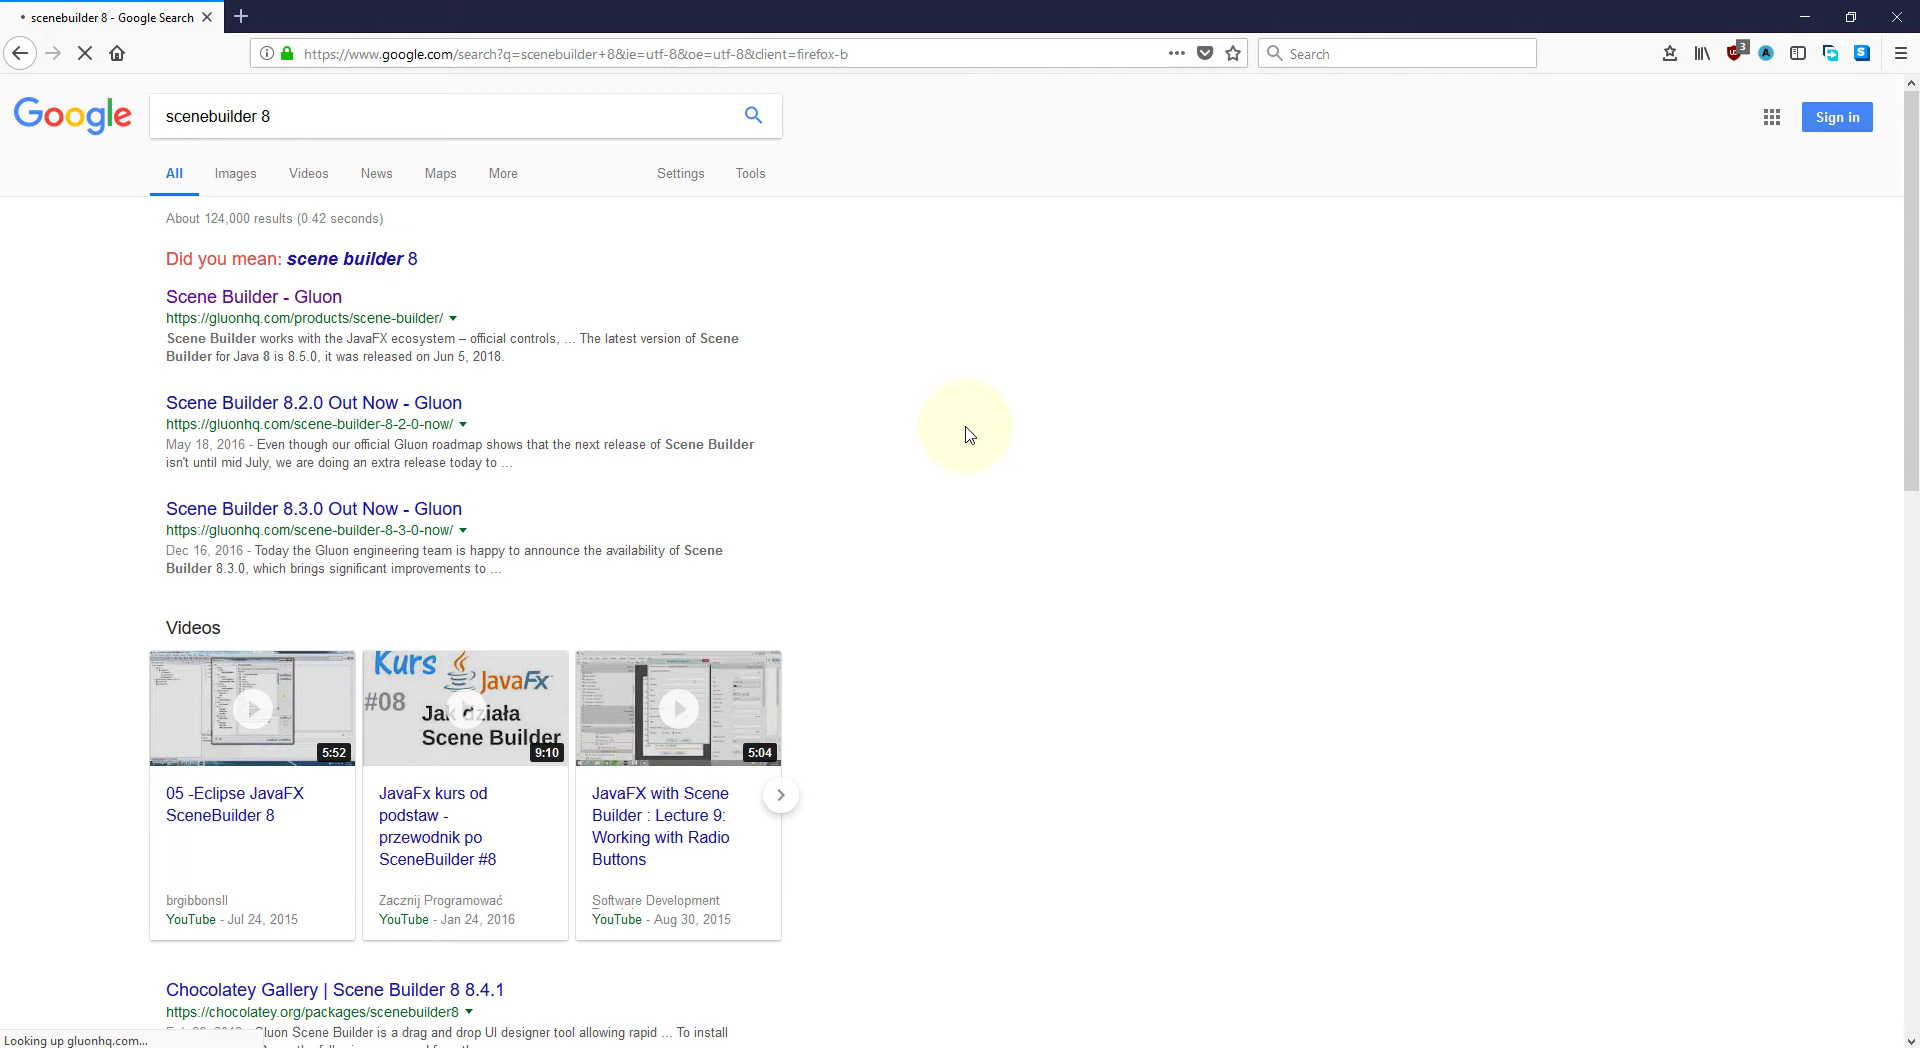 scenebuilder 8 - Google Search
https://www.google.com/search?q=scenebuilder+8&ie=utf-8&oe=utf-8&client=firefox-b
Search
3
Google
scenebuilder 8
Sign in
All Images Videos News Maps More Settings Tools
About 124,000 results (0.42 seconds)
Did you mean: scene builder 8
Scene Builder - Gluon
https://gluonhq.com/products/scene-builder/
Scene Builder works with the JavaFX ecosystem – official controls, ... The latest version of Scene
Builder for Java 8 is 8.5.0, it was released on Jun 5, 2018.
Scene Builder 8.2.0 Out Now - Gluon
https://gluonhq.com/scene-builder-8-2-0-now/
May 18, 2016 - Even though our official Gluon roadmap shows that the next release of Scene Builder
isn't until mid July, we are doing an extra release today to ...
Scene Builder 8.3.0 Out Now - Gluon
https://gluonhq.com/scene-builder-8-3-0-now/
Dec 16, 2016 - Today the Gluon engineering team is happy to announce the availability of Scene
Builder 8.3.0, which brings significant improvements to ...
Videos
5:52
Kurs
JavaFx
#08
Jak działa
Scene Builder
9:10
5:04
05 -Eclipse JavaFX
SceneBuilder 8
brgibbonsll
YouTube - Jul 24, 2015
JavaFx kurs od
podstaw -
przewodnik po
SceneBuilder #8
Zacznij Programować
YouTube - Jan 24, 2016
JavaFX with Scene
Builder : Lecture 9:
Working with Radio
Buttons
Software Development
YouTube - Aug 30, 2015
Chocolatey Gallery | Scene Builder 8 8.4.1
https://chocolatey.org/packages/scenebuilder8
Gluon Scene Builder is a drag and drop UI designer tool allowing rapid ... To install
Looking up gluonhq.com...